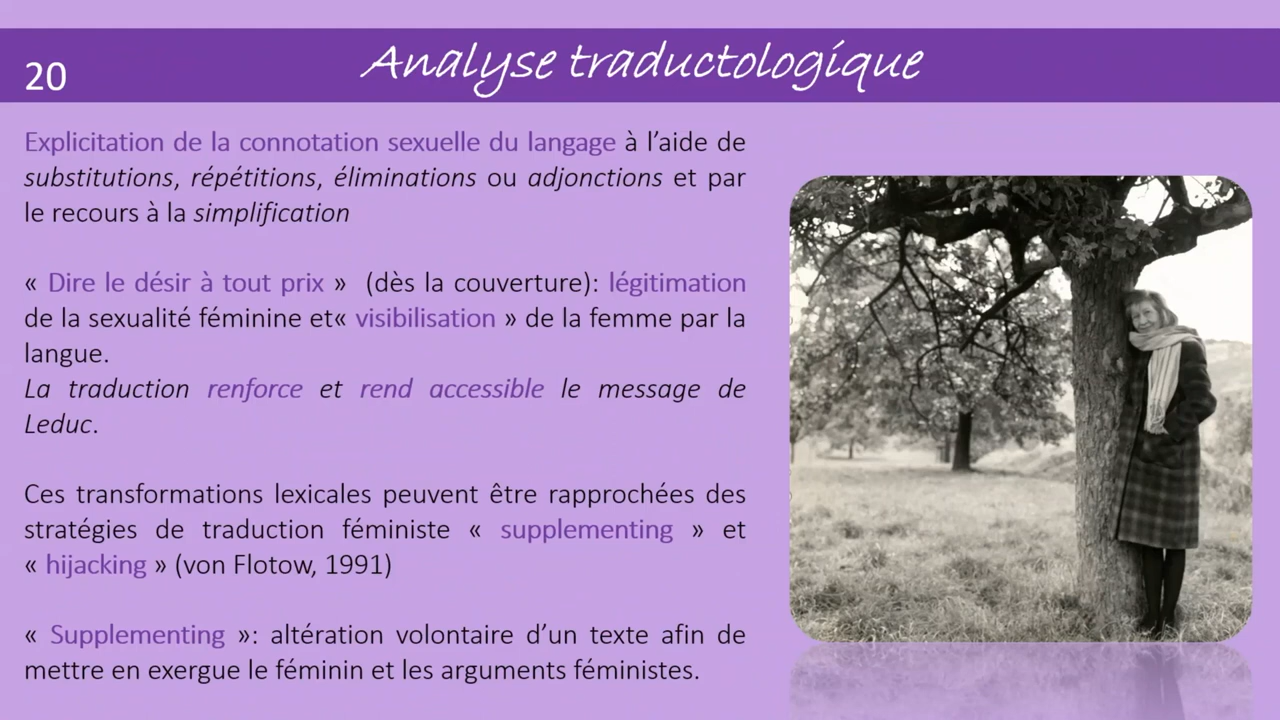 20
Analyse traductologique
Explicitation de la connotation sexuelle du langage à l’aide de
substitutions, répétitions, éliminations ou adjonctions et par
le recours à la simplification
« Dire le désir à tout prix » (dès la couverture): légitimation
de la sexualité féminine et« visibilisation » de la femme par la
langue.
La traduction renforce et rend accessible le message de
Leduc.
Ces transformations lexicales peuvent être rapprochées des
stratégies de traduction féministe « supplementing » et
« hijacking » (von Flotow, 1991)
« Supplementing »: altération volontaire d’un texte afin de
mettre en exergue le féminin et les arguments féministes.